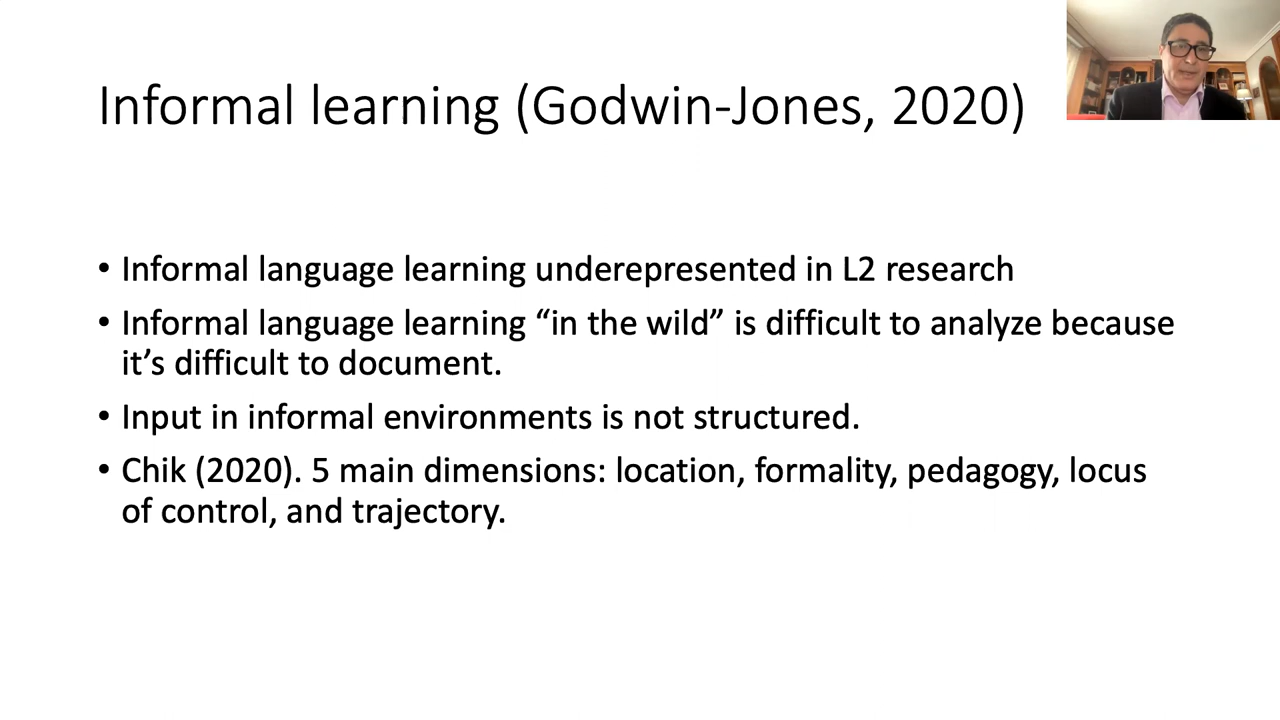 Informal learning (Godwin-Jones, 2020)
• Informal language learning underepresented in L2 research
• Informal language learning “in the wild” is difficult to analyze because
it’s difficult to document.
• Input in informal environments is not structured.
• Chik (2020). 5 main dimensions: location, formality, pedagogy, locus
of control, and trajectory.